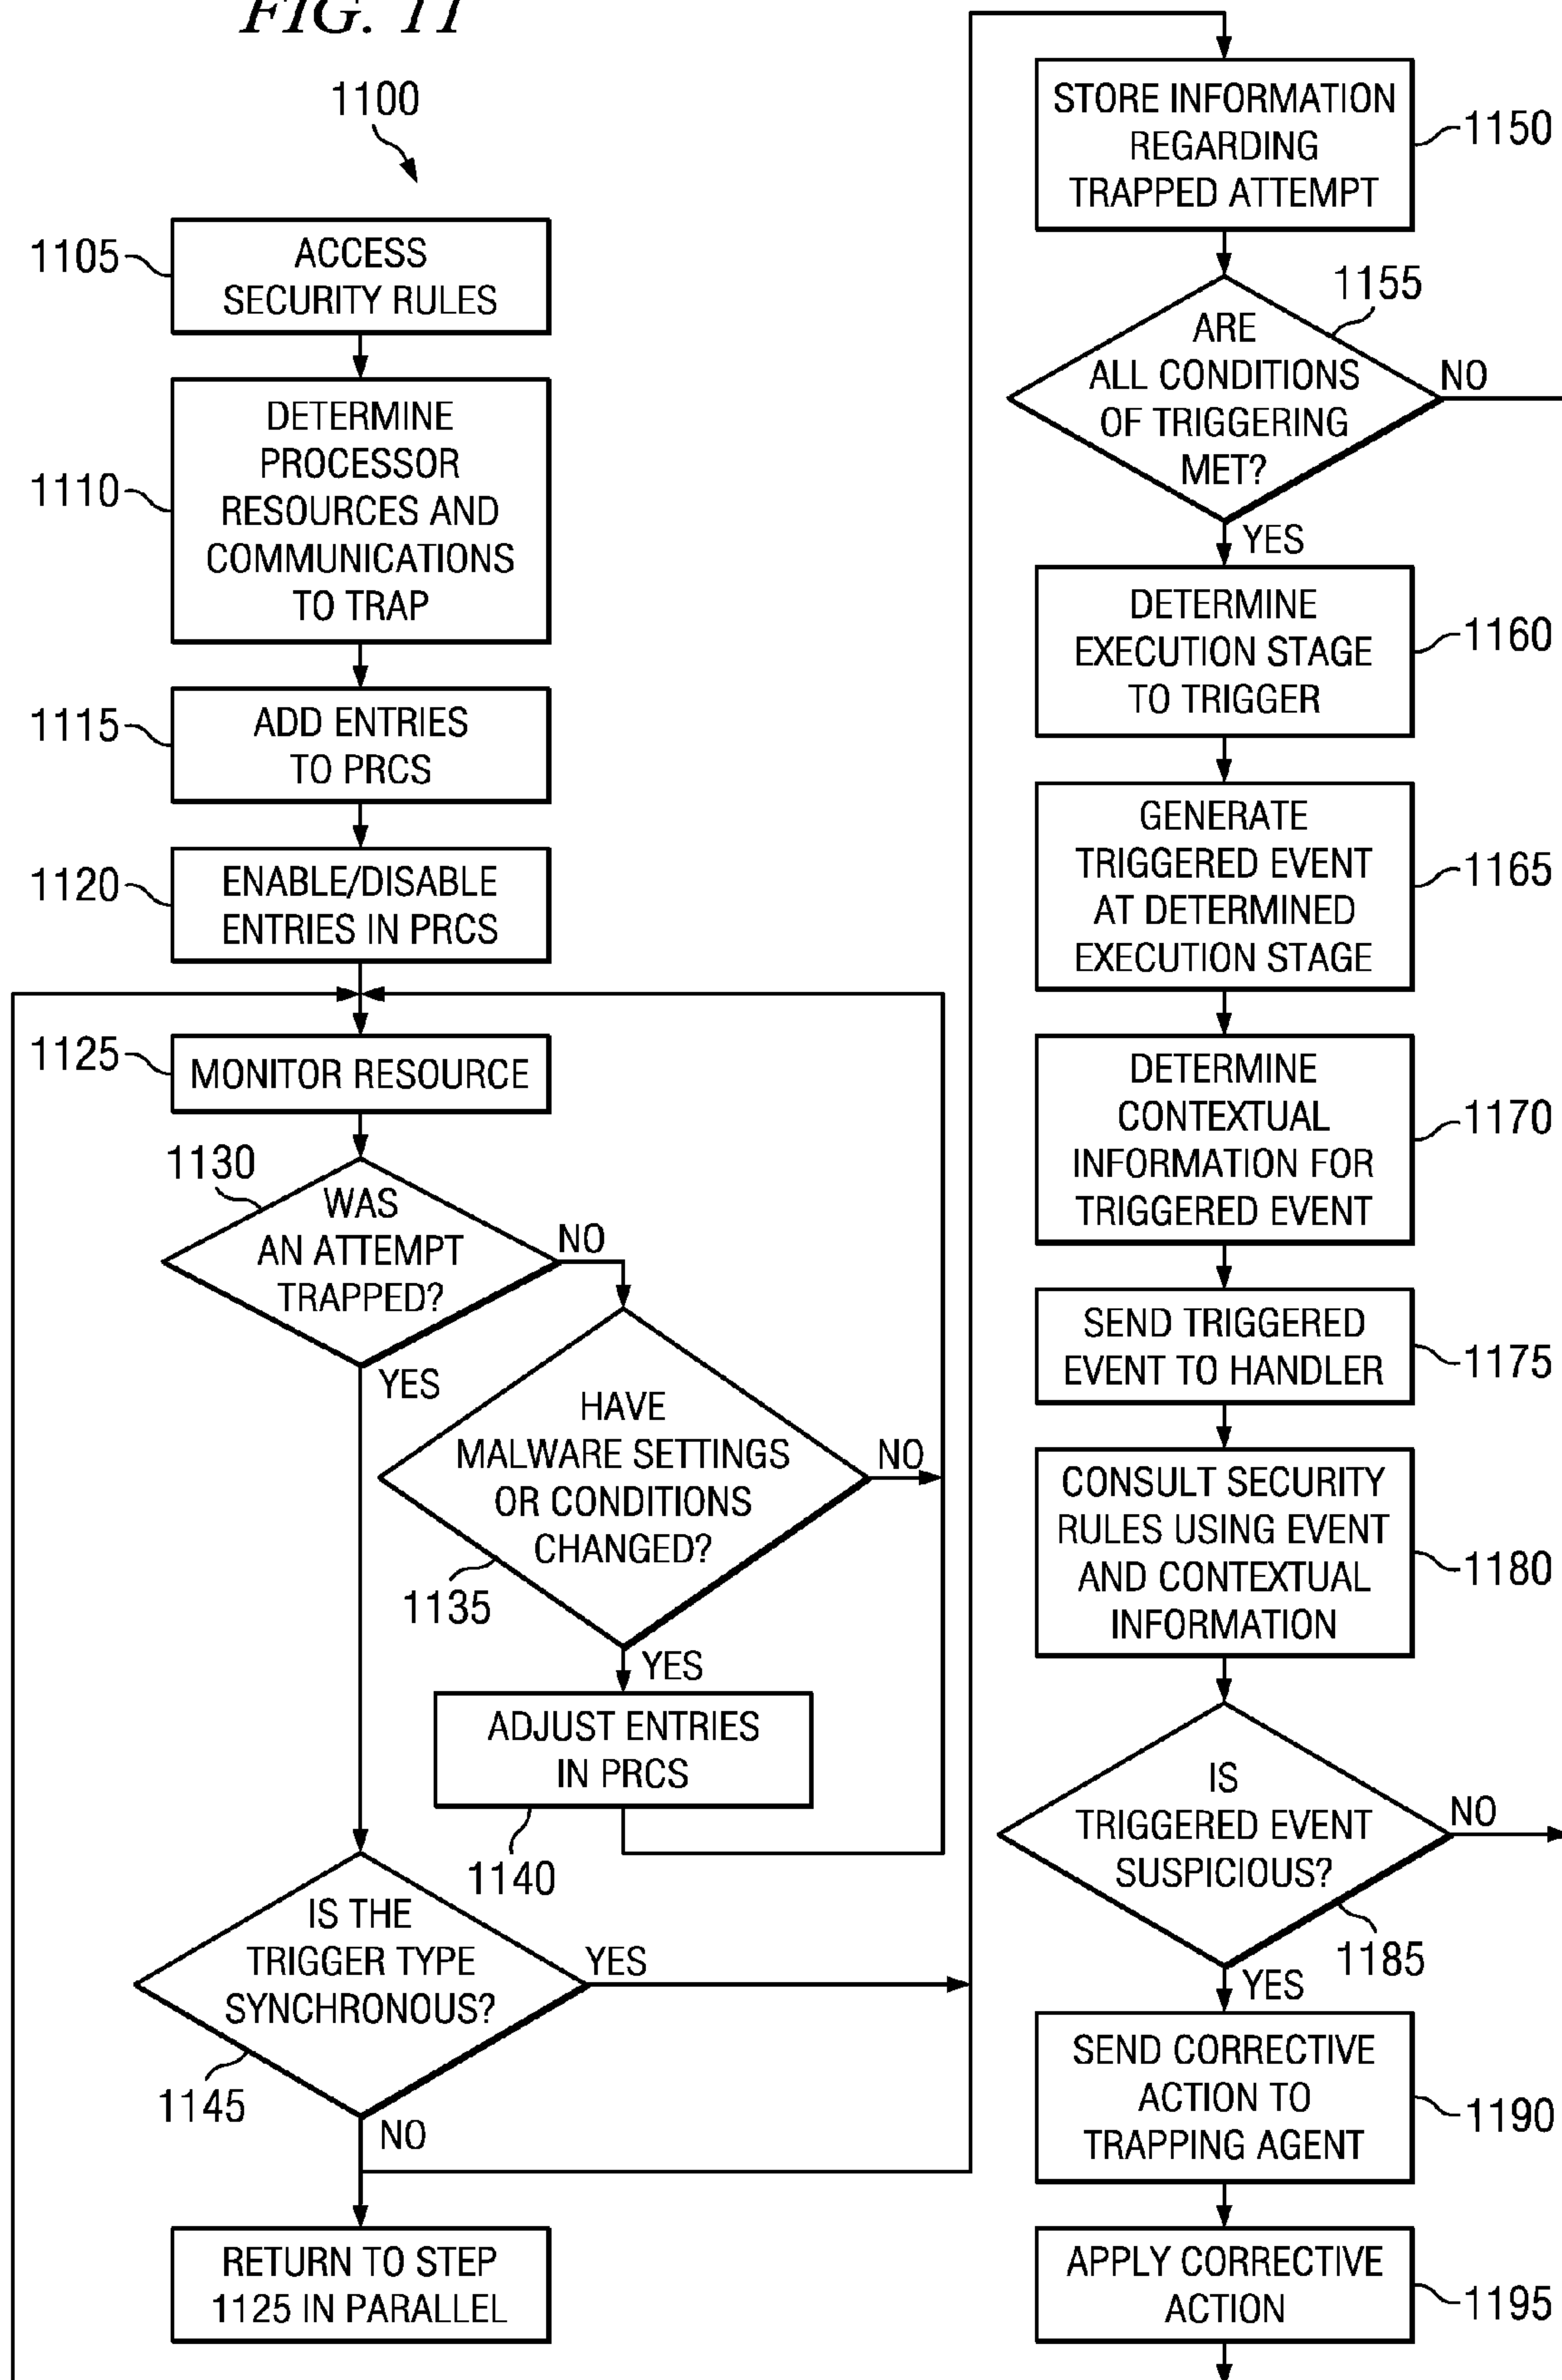 FIG. 11
1100
1105
ACCESS
SECURITY RULES
1110
DETERMINE
PROCESSOR
RESOURCES AND
COMMUNICATIONS
TO TRAP
1115
ADD ENTRIES
TO PRCS
1120
ENABLE/DISABLE
ENTRIES IN PRCS
1125
MONITOR RESOURCE
1130
WAS
AN ATTEMPT
TRAPPED?
NO
YES
HAVE
MALWARE SETTINGS
OR CONDITIONS
CHANGED?
NO
1135
YES
ADJUST ENTRIES
IN PRCS
1140
IS THE
TRIGGER TYPE
SYNCHRONOUS?
YES
1145
NO
RETURN TO STEP
1125 IN PARALLEL
STORE INFORMATION
REGARDING
TRAPPED ATTEMPT
1150
1155
ARE
ALL CONDITIONS
OF TRIGGERING
MET?
NO
YES
DETERMINE
EXECUTION STAGE
TO TRIGGER
1160
GENERATE
TRIGGERED EVENT
AT DETERMINED
EXECUTION STAGE
1165
DETERMINE
CONTEXTUAL
INFORMATION FOR
TRIGGERED EVENT
1170
SEND TRIGGERED
EVENT TO HANDLER
1175
CONSULT SECURITY
RULES USING EVENT
AND CONTEXTUAL
INFORMATION
1180
IS
TRIGGERED EVENT
SUSPICIOUS?
NO
1185
YES
SEND CORRECTIVE
ACTION TO
TRAPPING AGENT
1190
APPLY CORRECTIVE
ACTION
1195